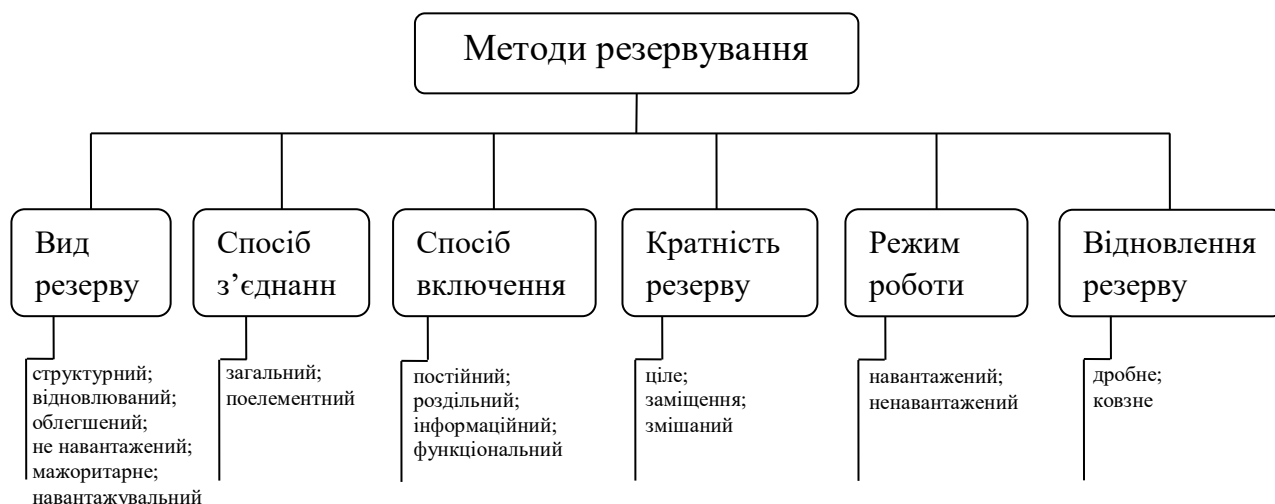 Методи резервування
Вид
резерву
Спосіб
з’єднанн
Спосіб
включення
Кратність
резерву
Режим
роботи
Відновлення
резерву
структурний;
відновлюваний;
облегшений;
не навантажений;
мажоритарне;
навантажувальний
загальний;
поелементний
постійний;
роздільний;
інформаційний;
функціональний
ціле;
заміщення;
змішаний
навантажений;
ненавантажений
дробне;
ковзне